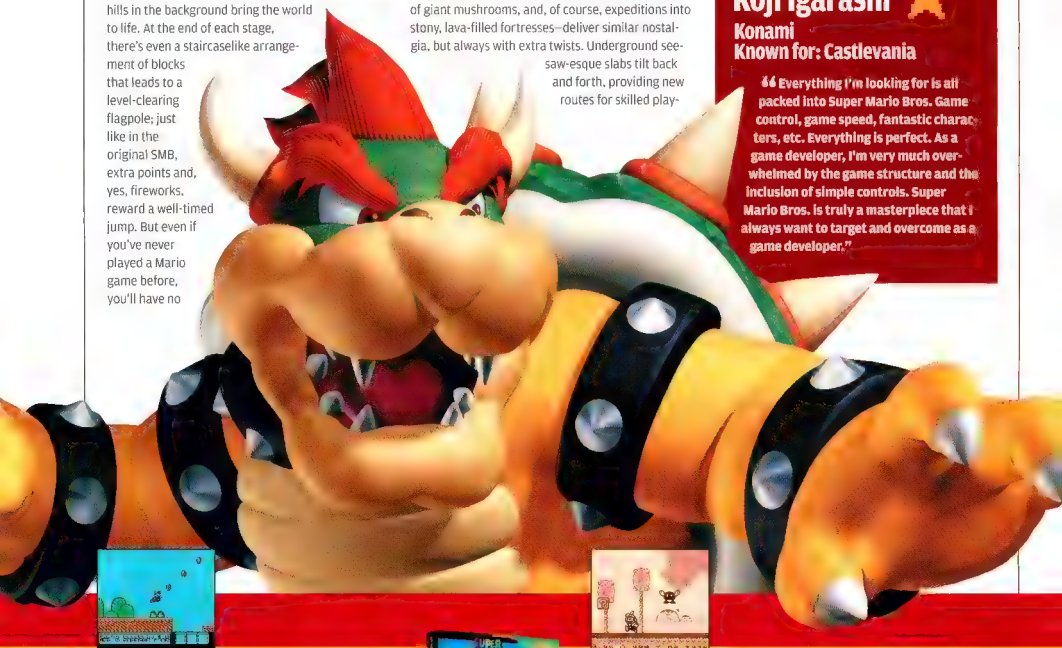 hills in the background bring the world
to life. At the end of each stage,
there's even a staircaselike arrange-
ment of blocks
that leads to a
level-clearing
flagpole; just
like in the
original SMB,
extra points and,
yes, fireworks,
reward a well-timed
jump. But even if
you've never
played a Mario
game before,
you'll have no
of giant mushrooms, and, of course, expeditions into
stony, lava-filled fortresses—deliver similar nostal-
gia, but always with extra twists. Underground see-
saw-esque slabs tilt back
and forth, providing new
routes for skilled play-
Koji Igarashi
Konami
Known for: Castlevania
“Everything I'm looking for is all
packed into Super Mario Bros. Game
control, game speed, fantastic charac-
ters, etc. Everything is perfect. As a
game developer, I'm very much over-
whelmed by the game structure and the
inclusion of simple controls. Super
Mario Bros. is truly a masterpiece that I
always want to target and overcome as a
game developer.”
SUPER